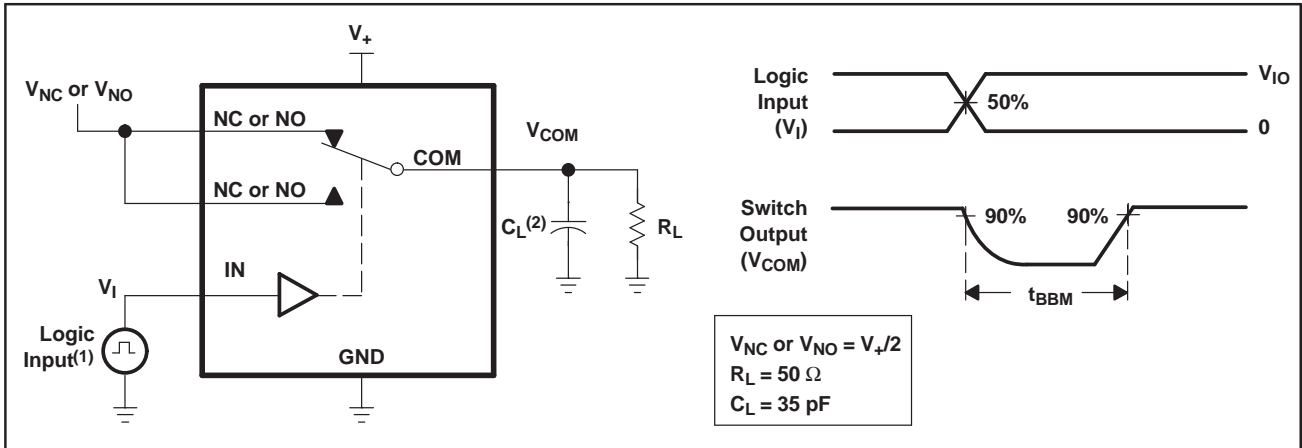 V+
VNC or VNO
NC or NO
VCOM
COM
NC or NO
CL(2)
RL
IN
VI
Logic
Input(1)
GND
Logic
Input
(VI)
VIO
50%
0
Switch
Output
(VCOM)
90%
90%
tBBM
VNC or VNO = V+/2
RL = 50 Ω
CL = 35 pF